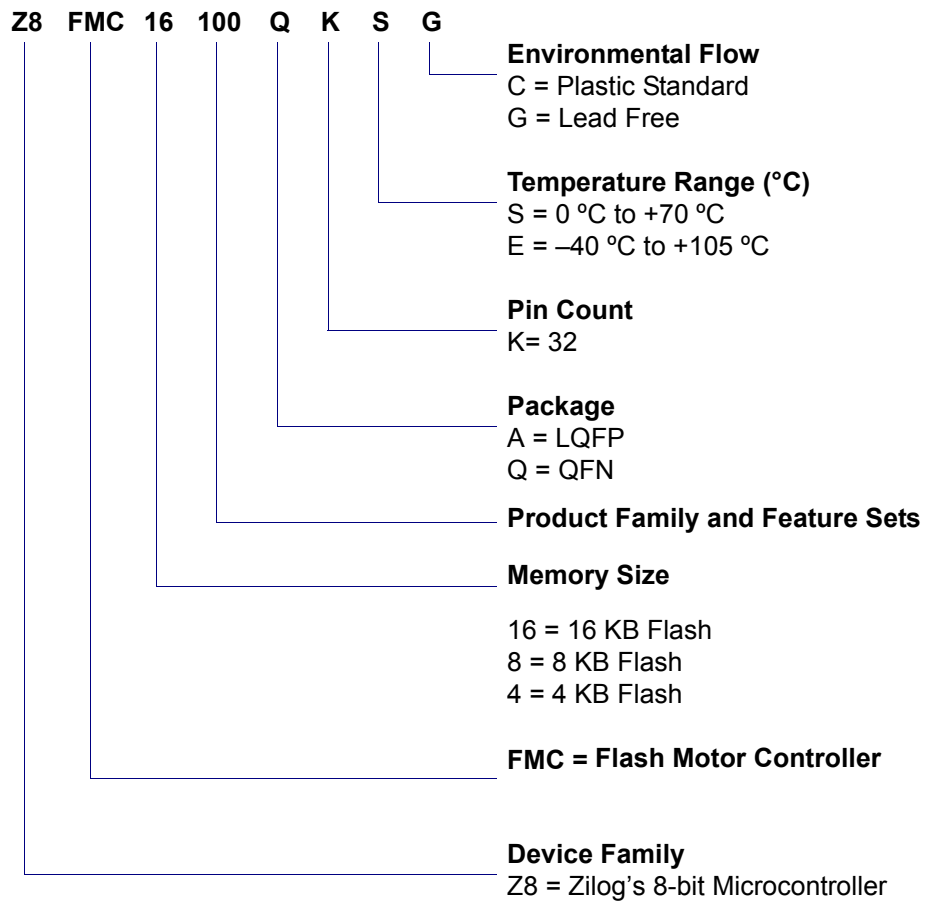 Z8 FMC 16 100 Q K S G
Environmental Flow
C = Plastic Standard
G = Lead Free
Temperature Range (°C)
S = 0 ºC to +70 ºC
E = –40 ºC to +105 ºC
Pin Count
K= 32
Package
A = LQFP
Q = QFN
Product Family and Feature Sets
Memory Size
16 = 16 KB Flash
8 = 8 KB Flash
4 = 4 KB Flash
FMC = Flash Motor Controller
Device Family
Z8 = Zilog’s 8-bit Microcontroller